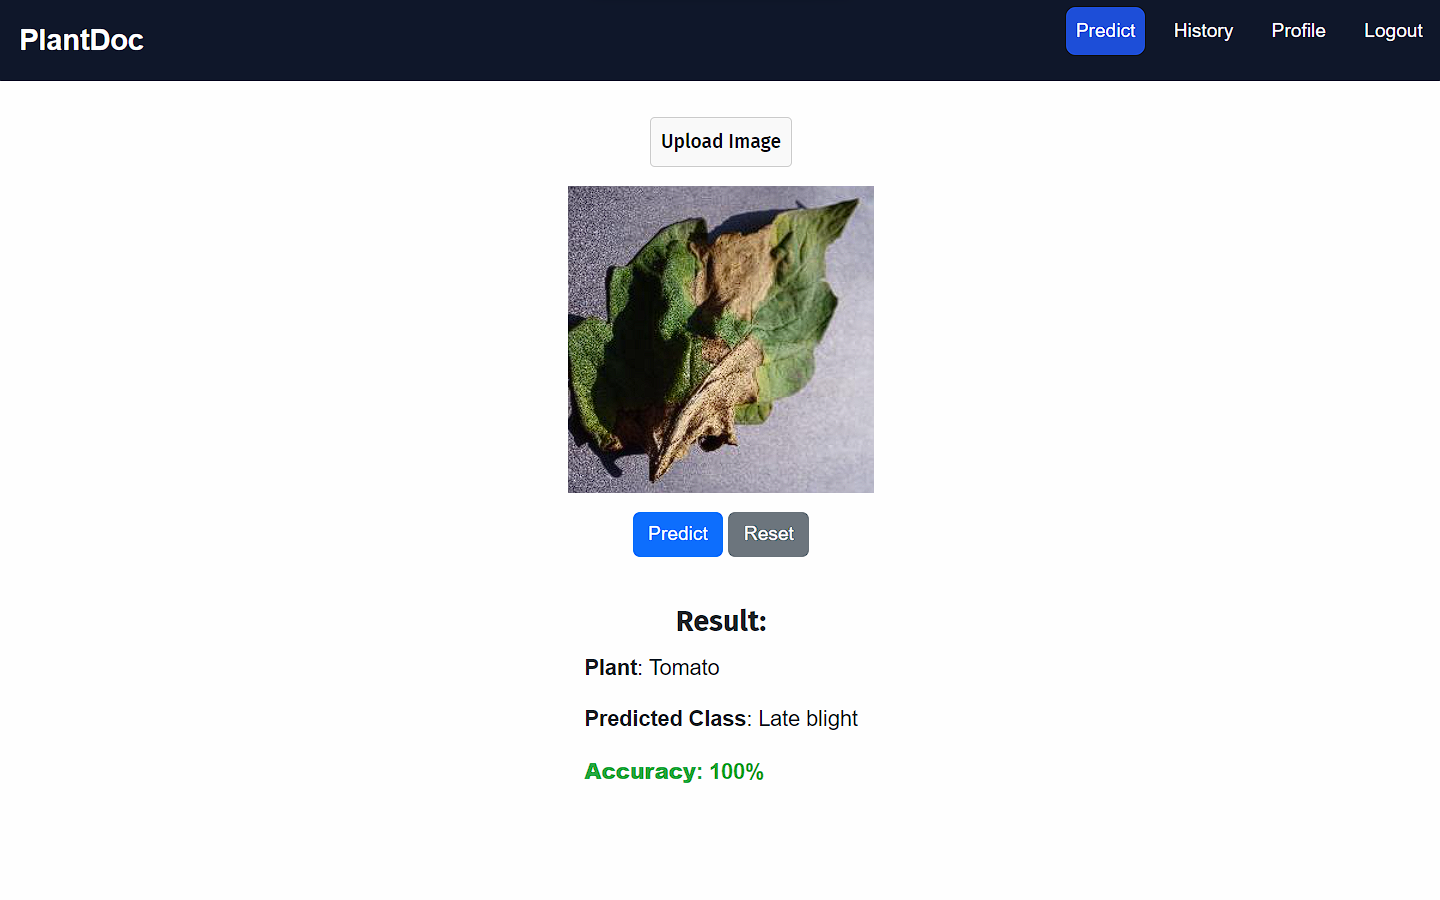 PlantDoc
Predict History Profile Logout
Upload Image
Predict Reset
Result:
Plant: Tomato
Predicted Class: Late blight
Accuracy: 100%